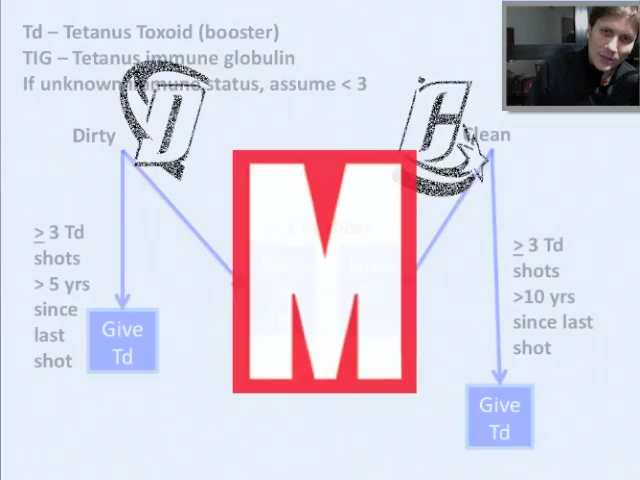 Td – Tetanus Toxoid (booster)
TIG – Tetanus immune globulin
If unknown immune status, assume < 3
Dirty
D
Clean
M
> 3 Td
shots
> 5 yrs
since
last
shot
Give
Td
> 3 Td
shots
>10 yrs
since last
shot
Give
Td